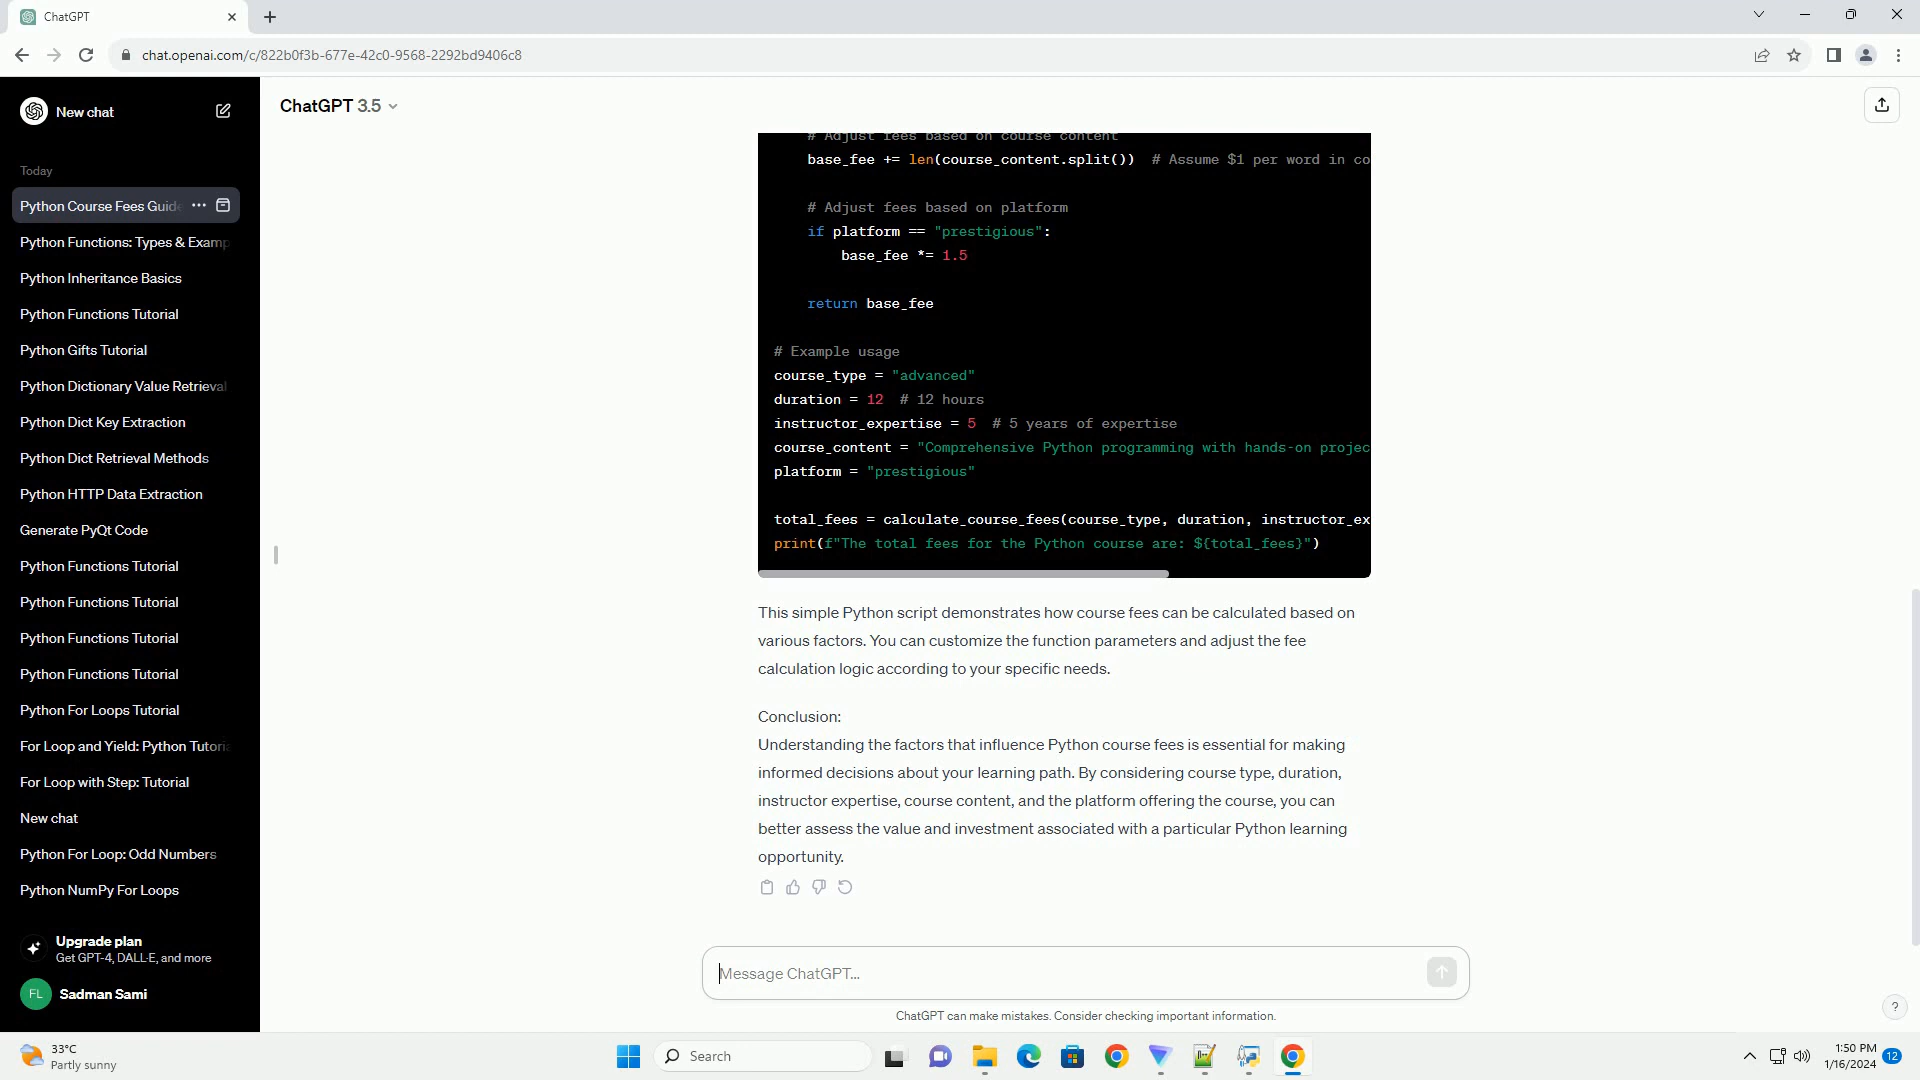 ChatGPT
chat.openai.com/c/822b0f3b-677e-42c0-9568-2292bd9406c8
New chat
Today
Python Course Fees Guide
Python Functions: Types & Examp
Python Inheritance Basics
Python Functions Tutorial
Python Gifts Tutorial
Python Dictionary Value Retrieval
Python Dict Key Extraction
Python Dict Retrieval Methods
Python HTTP Data Extraction
Generate PyQt Code
Python Functions Tutorial
Python Functions Tutorial
Python Functions Tutorial
Python Functions Tutorial
Python For Loops Tutorial
For Loop and Yield: Python Tutoria
For Loop with Step: Tutorial
New chat
Python For Loop: Odd Numbers
Python NumPy For Loops
Upgrade plan
Get GPT-4, DALL·E, and more
FL
Sadman Sami
ChatGPT 3.5
# Adjust fees based on course content
base_fee += len(course_content.split())  # Assume $1 per word in co
# Adjust fees based on platform
if platform == "prestigious":
base_fee *= 1.5
return base_fee
# Example usage
course_type = "advanced"
duration = 12  # 12 hours
instructor_expertise = 5  # 5 years of expertise
course_content = "Comprehensive Python programming with hands-on projec
platform = "prestigious"
total_fees = calculate_course_fees(course_type, duration, instructor_ex
print(f"The total fees for the Python course are: ${total_fees}")
This simple Python script demonstrates how course fees can be calculated based on
various factors. You can customize the function parameters and adjust the fee
calculation logic according to your specific needs.
Conclusion:
Understanding the factors that influence Python course fees is essential for making
informed decisions about your learning path. By considering course type, duration,
instructor expertise, course content, and the platform offering the course, you can
better assess the value and investment associated with a particular Python learning
opportunity.
Message ChatGPT...
ChatGPT can make mistakes. Consider checking important information.
?
33°C
Partly sunny
Search
1:50 PM
1/16/2024
12